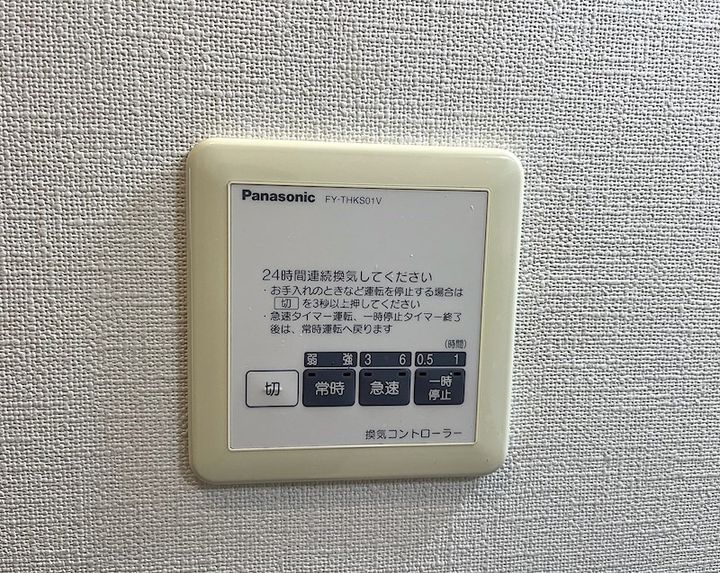 Panasonic FY-THKS01V
24時間連続換気してください
・お手入れのときなど運転を停止する場合は
切 を3秒以上押してください
・急速タイマー運転、一時停止タイマー終了
後は、常時運転へ戻ります
(時間)
弱 強 3 6 0.5 1
切 常時 急速 一時
停止
換気コントローラー